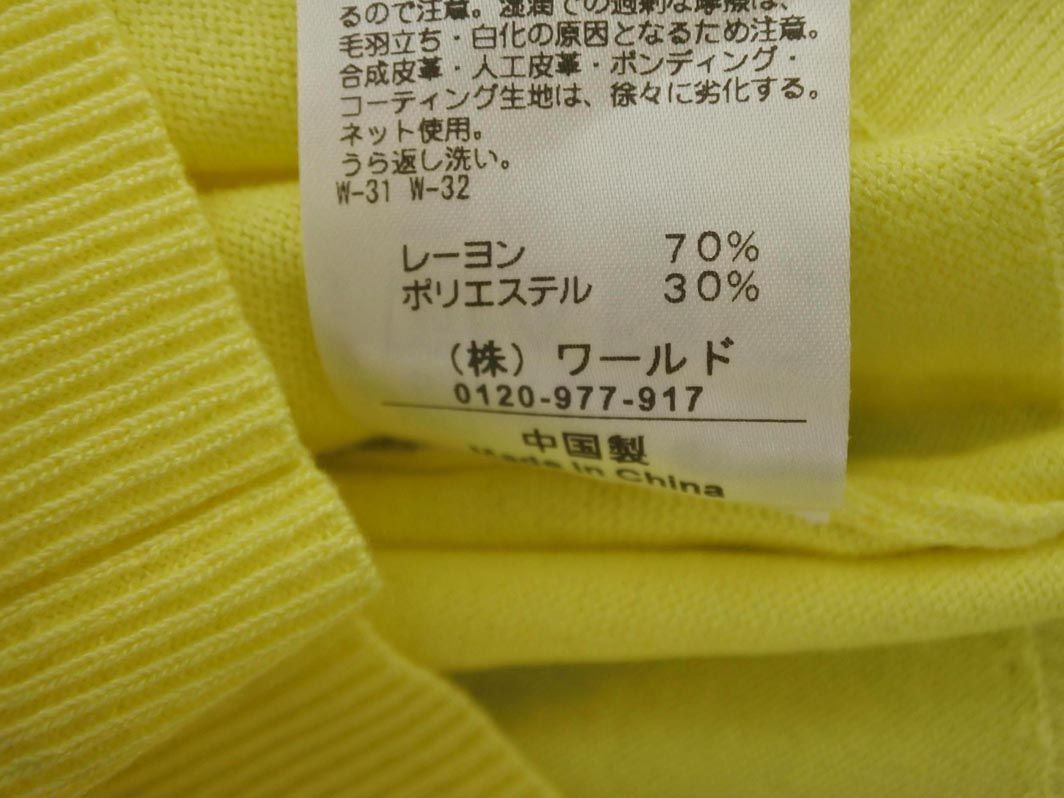 るので注意。湿潤での過剰な摩擦は、
毛羽立ち・白化の原因となるため注意。
合成皮革・人工皮革・ボンディング・
コーティング生地は、徐々に劣化する。
ネット使用。
うら返し洗い。
W-31 W-32
レーヨン 70%
ポリエステル 30%
(株) ワールド
0120-977-917
中国製
Made in China